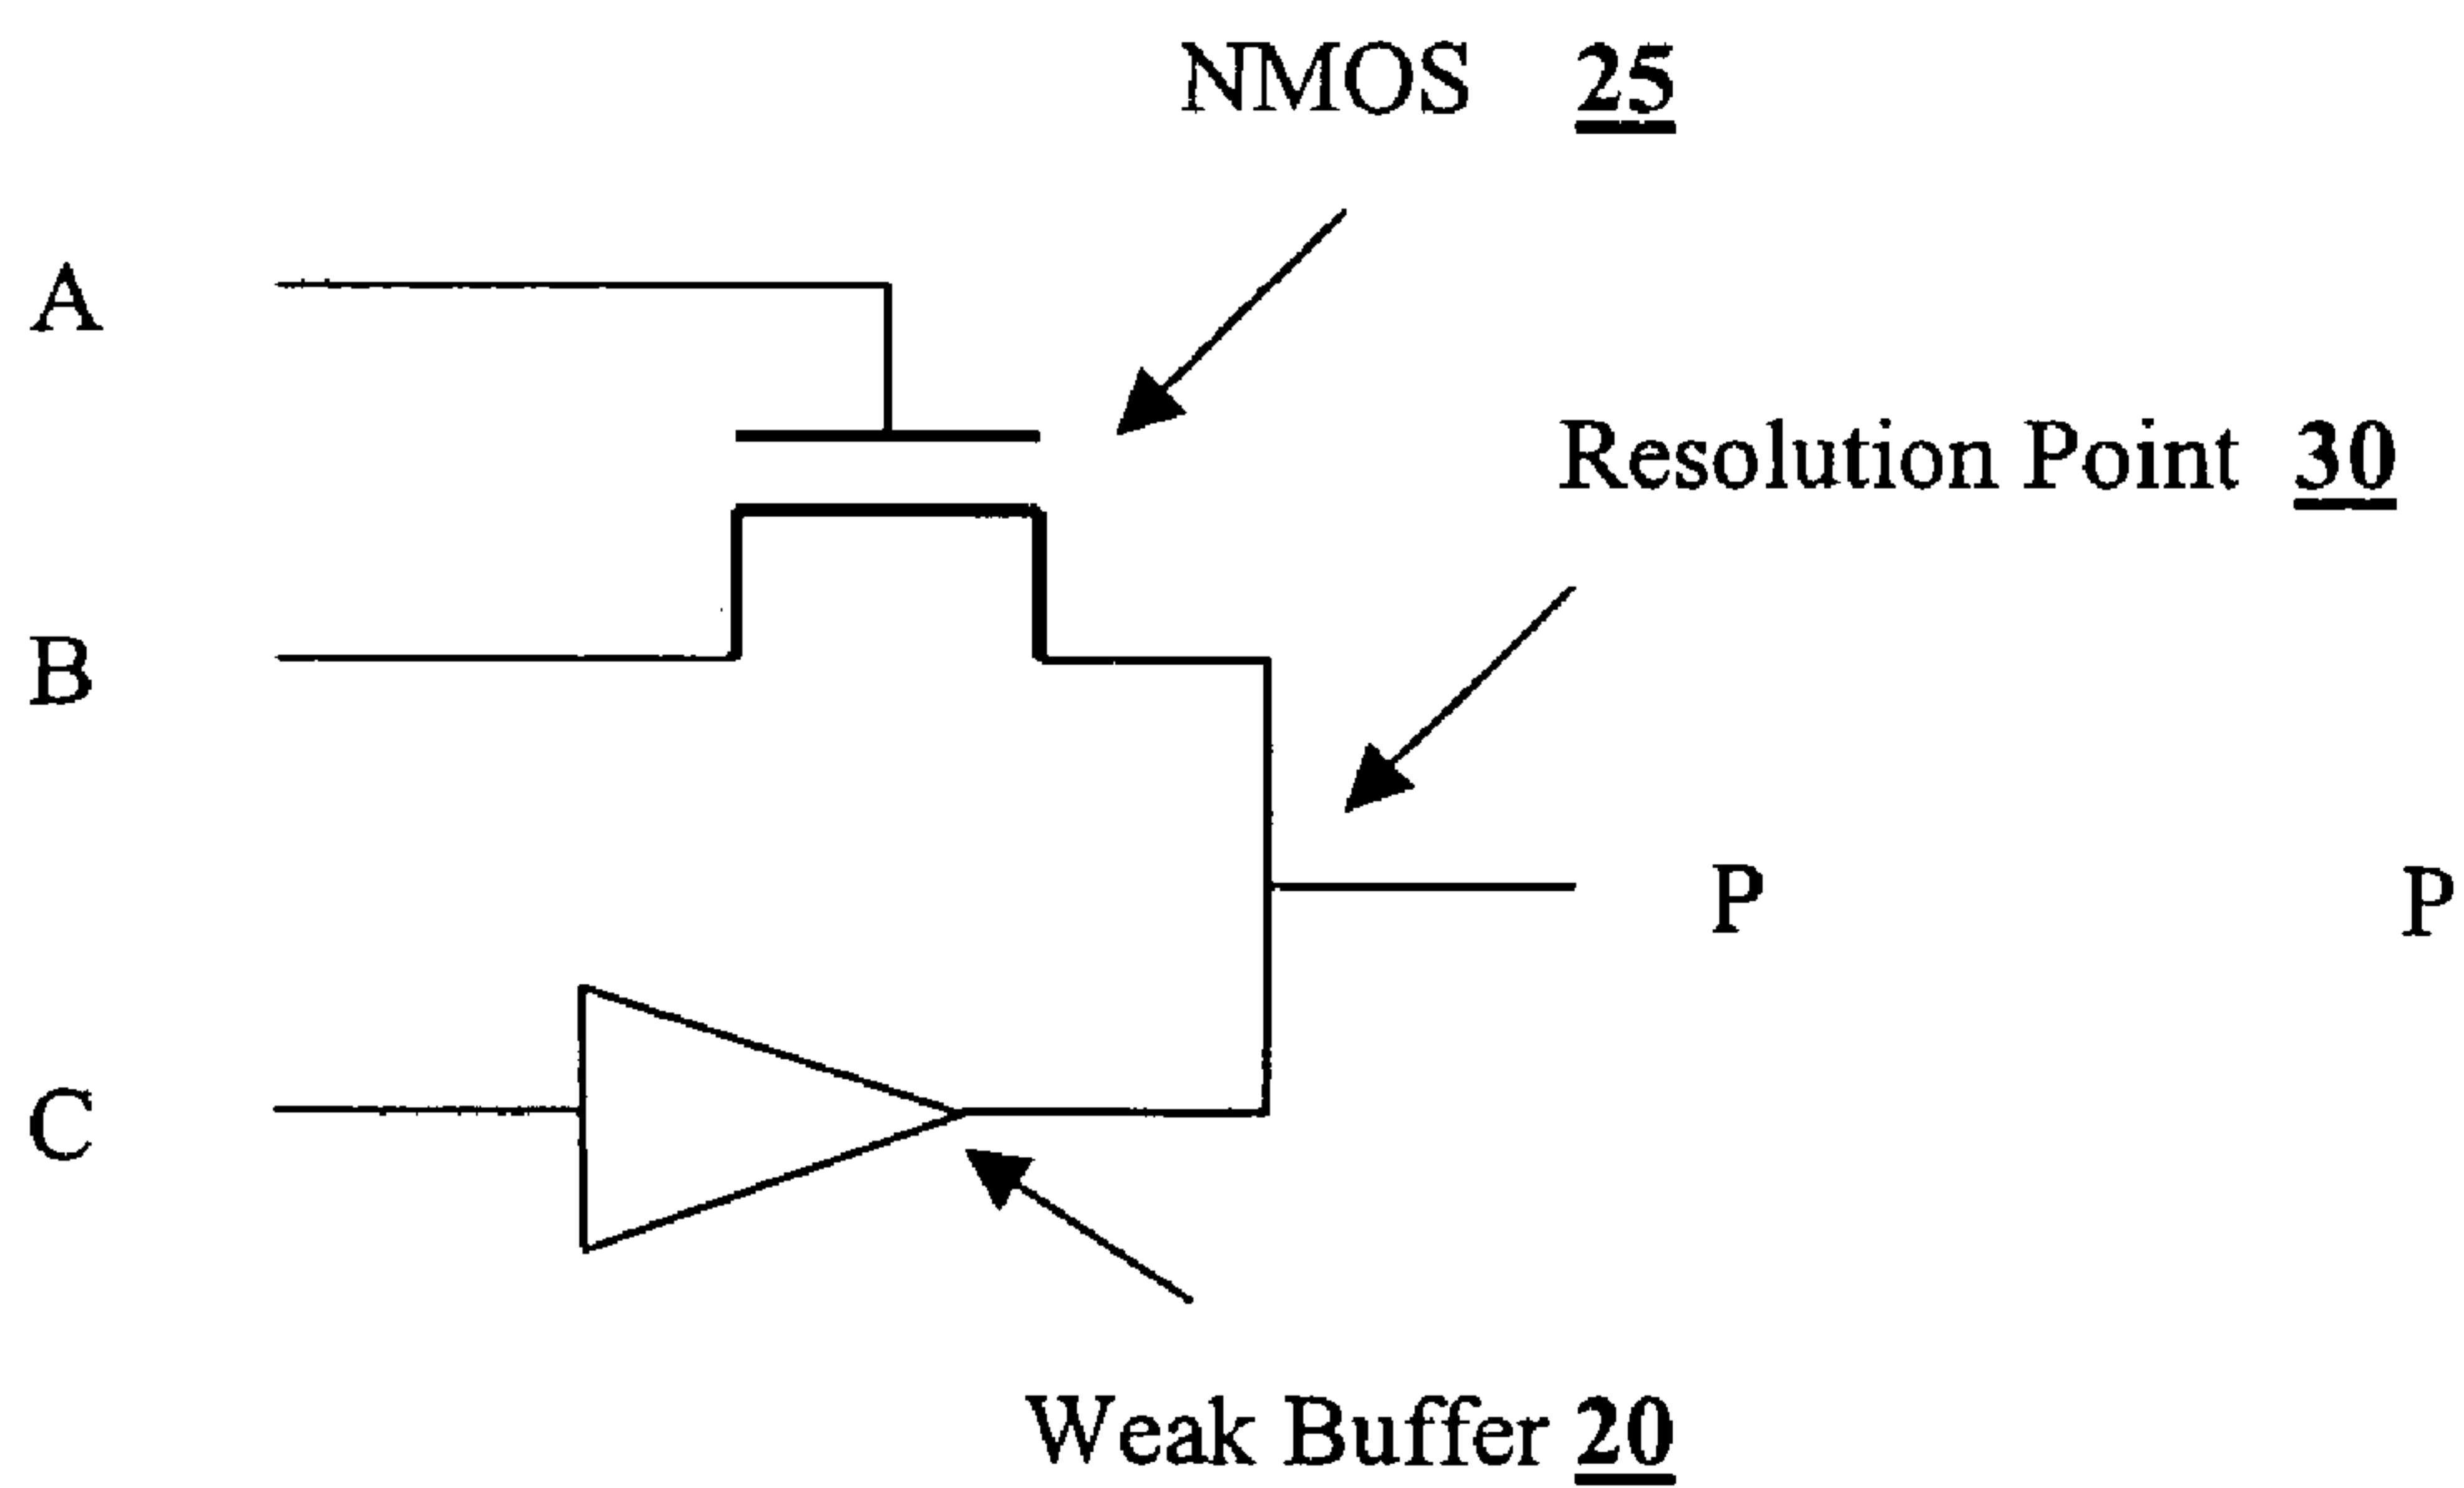 NMOS 25
A
Resolution Point 30
B
P P
C
Weak Buffer 20